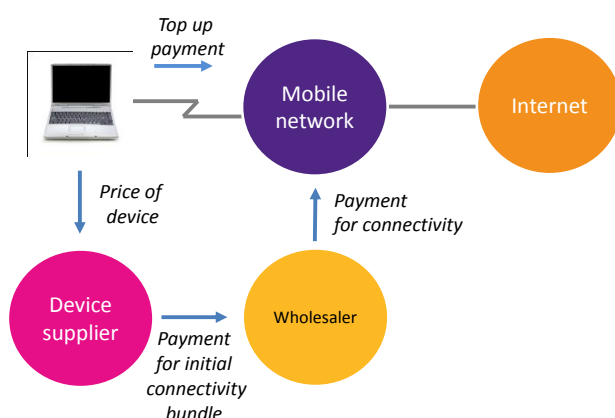 Top up
payment
Mobile
network
Internet
Price of
device
Payment
for connectivity
Device
supplier
Wholesaler
Payment
for initial
connectivity
bundle